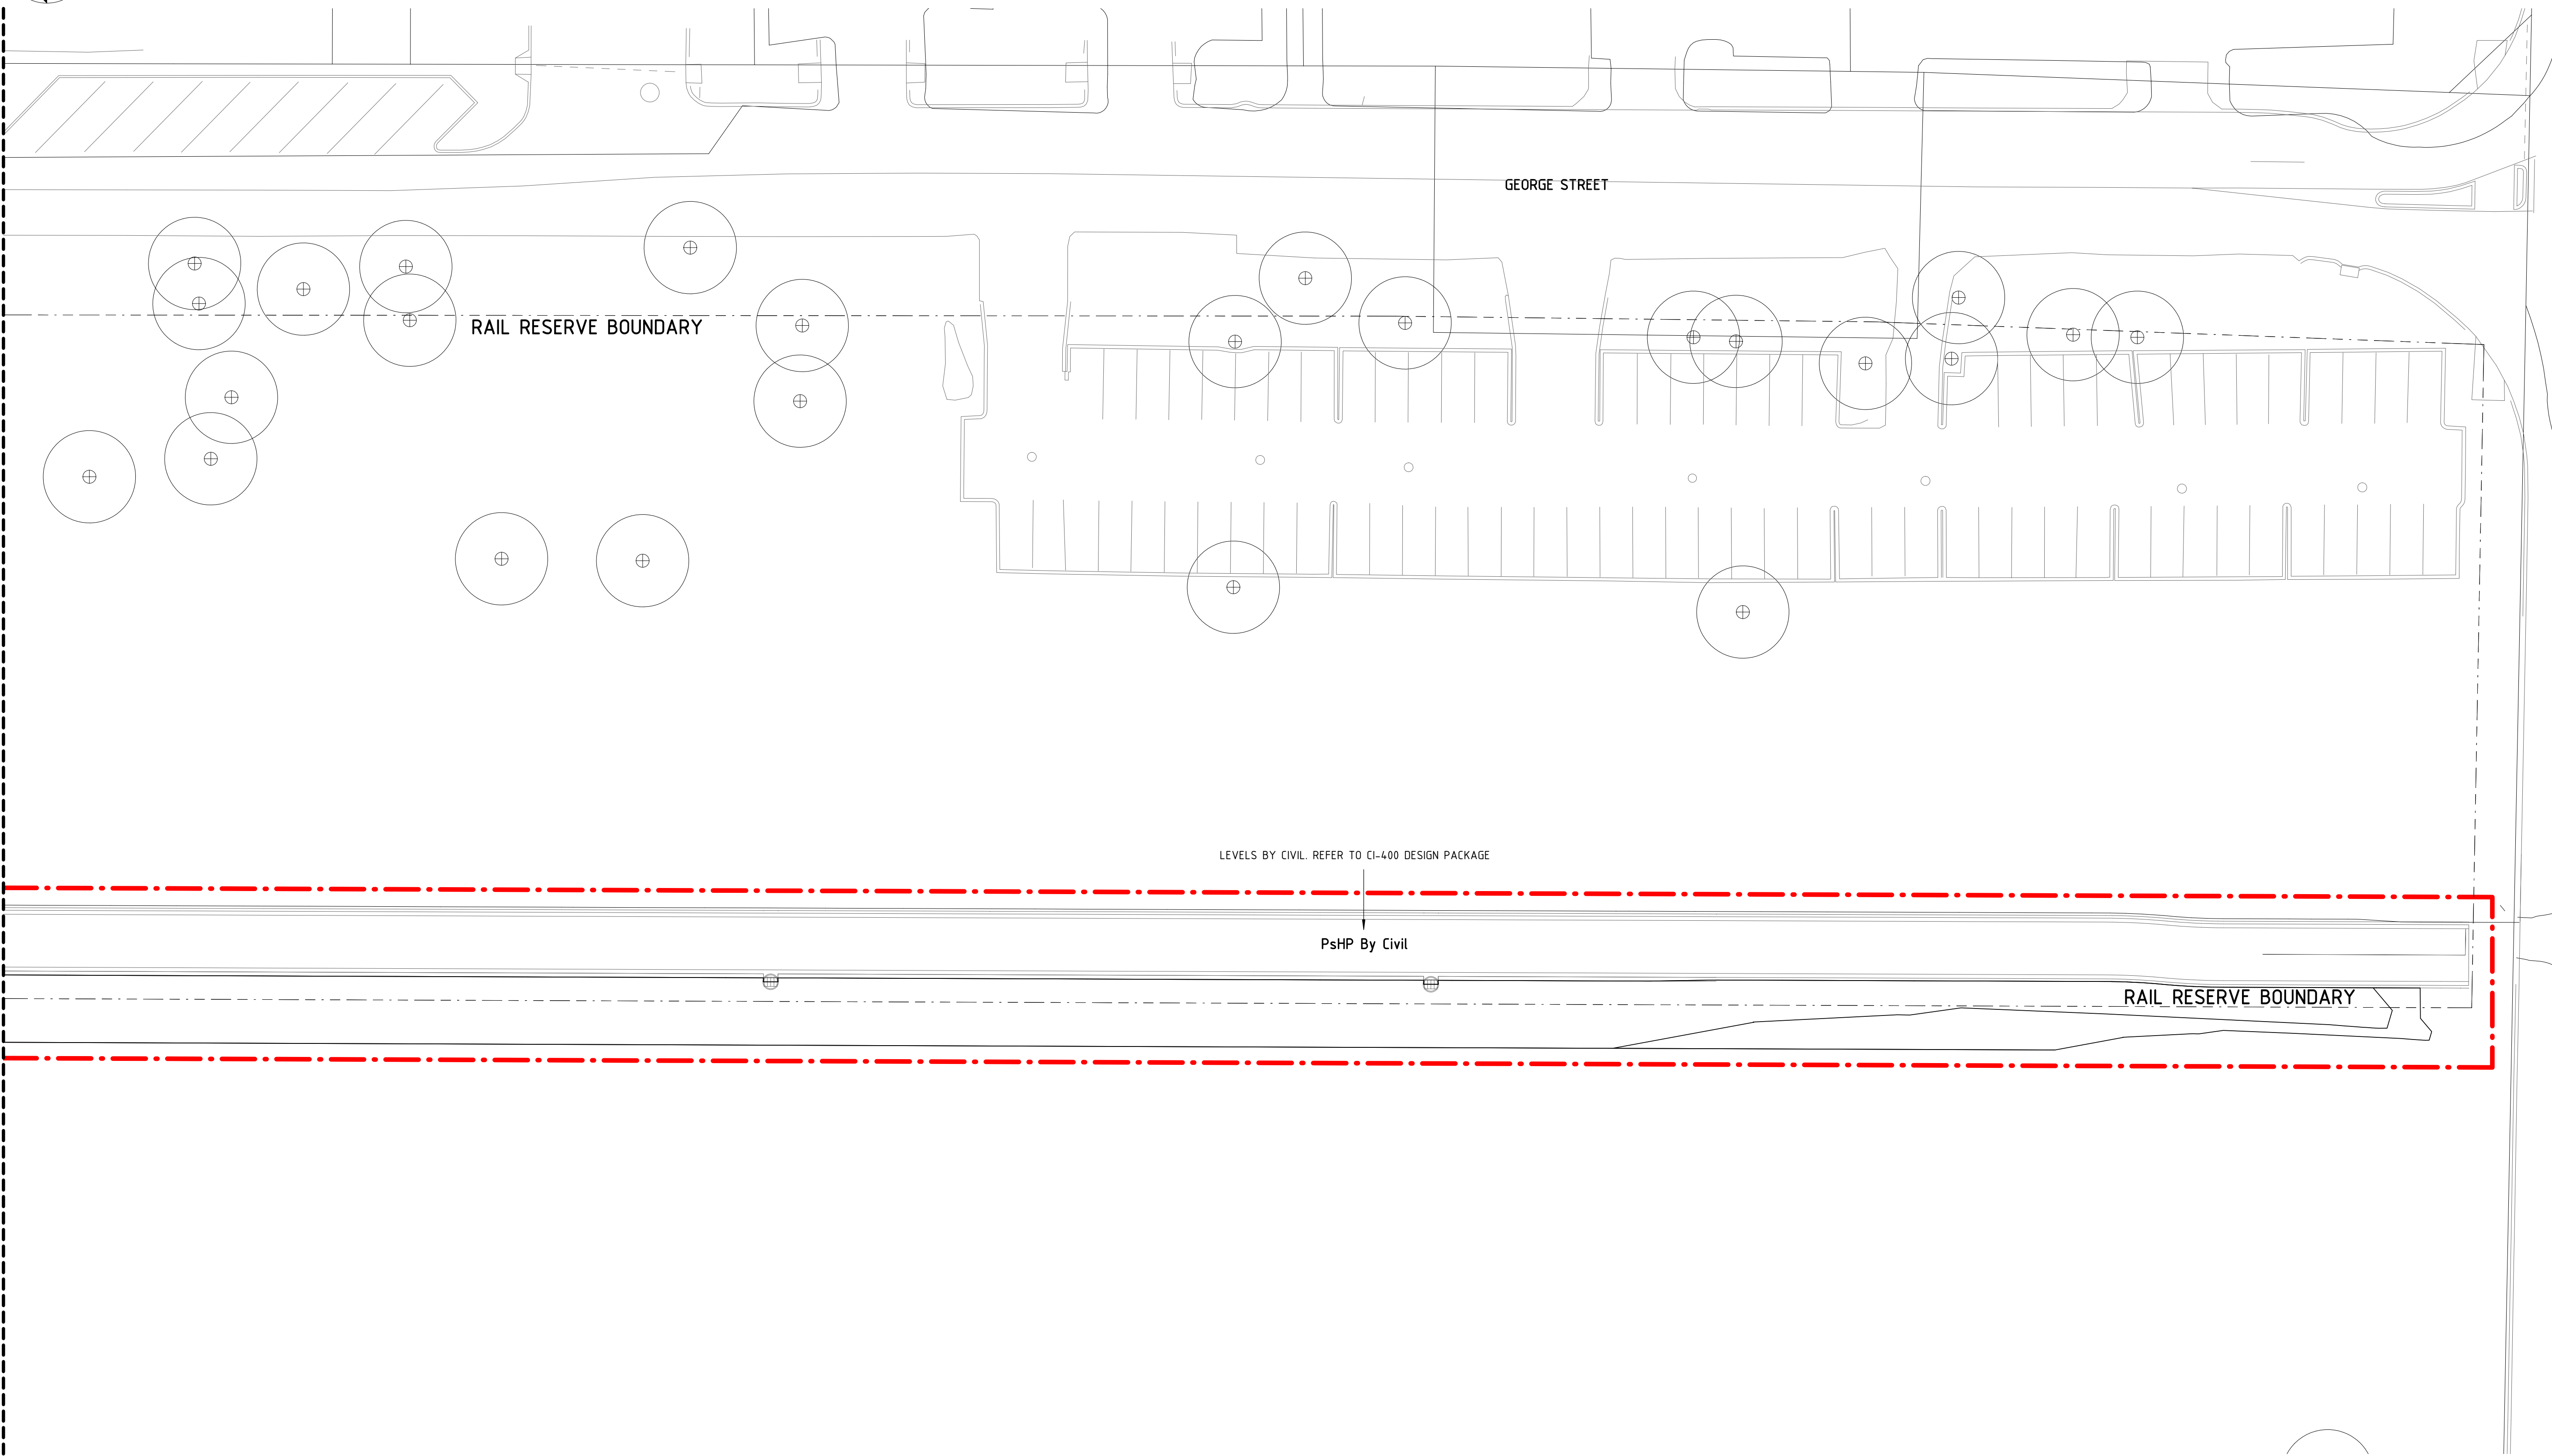 GEORGE STREET
RAIL RESERVE BOUNDARY
LEVELS BY CIVIL. REFER TO CI-400 DESIGN PACKAGE
PsHP By Civil
RAIL RESERVE BOUNDARY